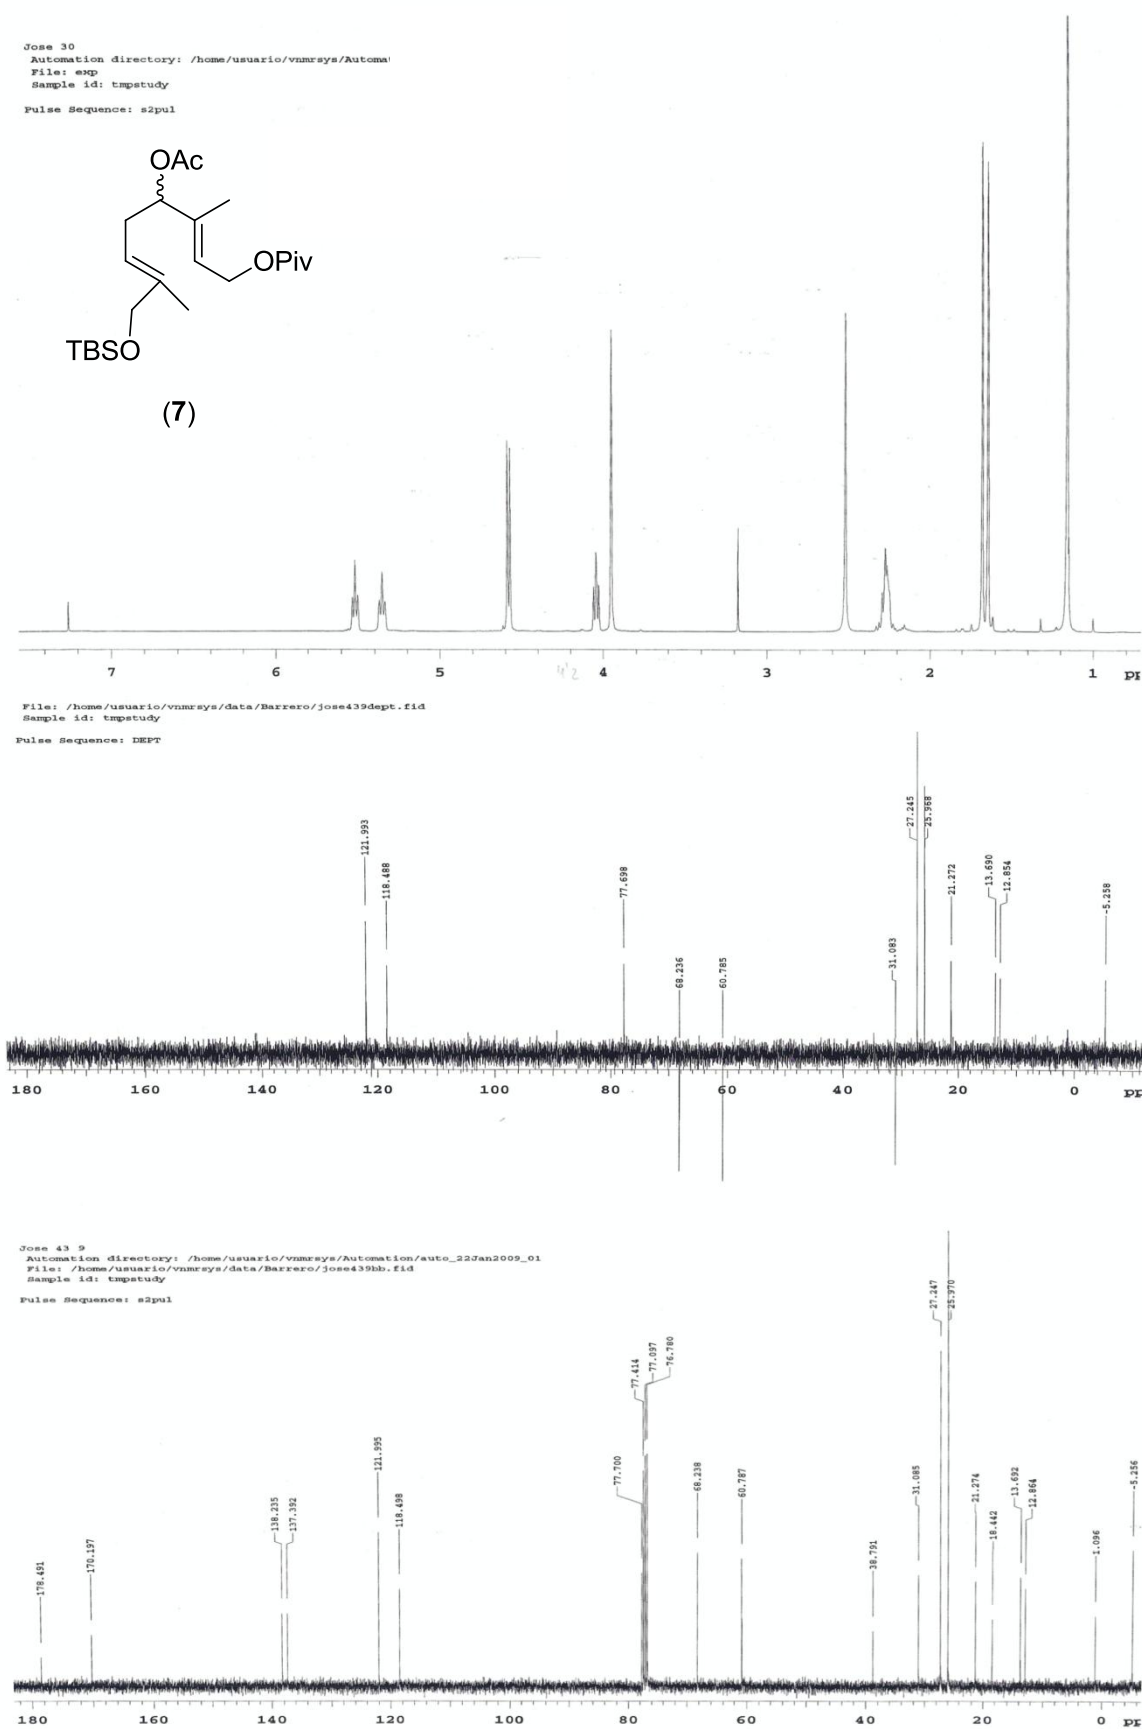 Jose 30
Automation directory: /home/usuario/vnmrsys/Automa
File: exp
Sample id: tmpstudy
Pulse Sequence: s2pul
OAc
OPiv
TBSO
(7)
7 5 4 3 2 1 pp
4'2
File: /home/usuario/vnmrsys/data/Barrero/jose439dept.fid
Sample id: tmpstudy
Pulse Sequence: DEPT
121.993
118.488
77.698
68.236
60.785
31.083
27.245
25.968
21.272
13.690
12.854
-5.258
180 160 140 120 100 80 60 40 20 0 pp
Jose 43 9
Automation directory: /home/usuario/vnmrsys/Automation/auto_22Jan2009_01
File: /home/usuario/vnmrsys/data/Barrero/jose439bb.fid
Sample id: tmpstudy
Pulse Sequence: s2pul
178.491
170.197
138.235
137.392
121.995
118.498
77.700
77.414
77.097
76.780
68.238
60.787
38.791
31.085
27.247
25.970
21.274
18.442
13.692
12.864
1.096
-5.256
180 160 140 120 100 80 60 40 20 0 pp